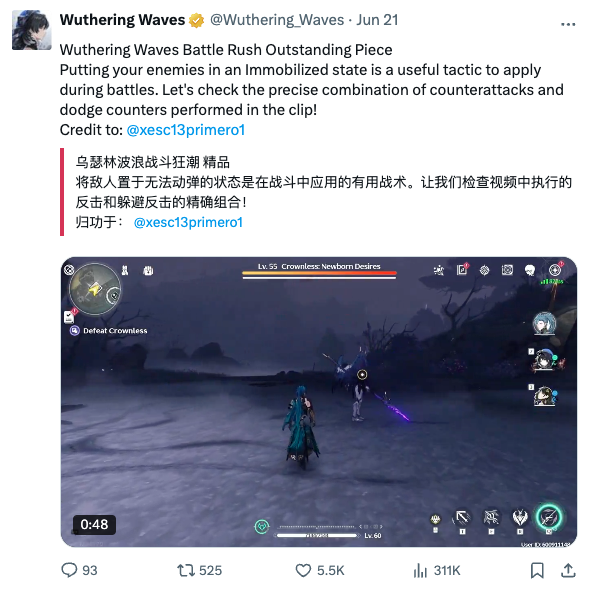 Wuthering Waves @Wuthering_Waves · Jun 21
Wuthering Waves Battle Rush Outstanding Piece
Putting your enemies in an Immobilized state is a useful tactic to apply
during battles. Let's check the precise combination of counterattacks and
dodge counters performed in the clip!
Credit to: @xesc13primero1
乌瑟林波浪战斗狂潮 精品
将敌人置于无法动弹的状态是在战斗中应用的有用战术。让我们检查视频中执行的
反击和躲避反击的精确组合！
归功于： @xesc13primero1
Lv. 55 Crownless: Newborn Desires
Defeat Crownless
0:48
Lv. 60
User ID:600911148
93 525 5.5K 311K